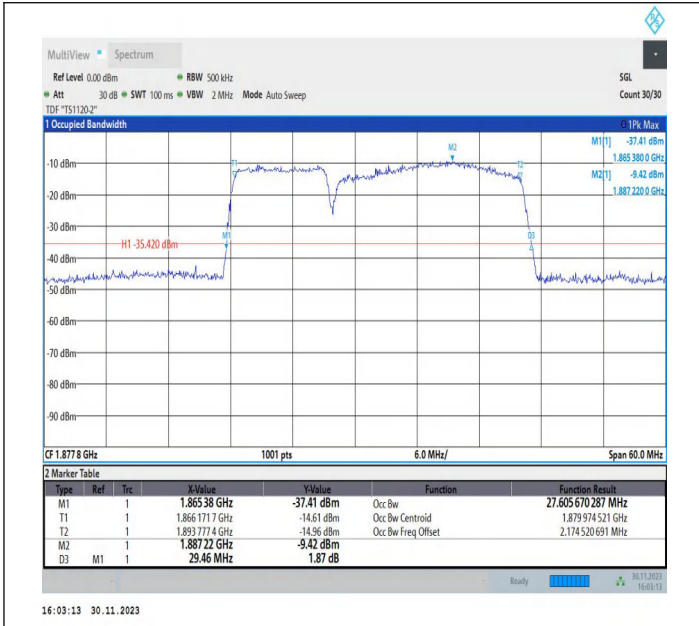 MultiView Spectrum
Ref Level 0.00 dBm RBW 500 kHz SGL
Att 30 dB SWT 100 ms VBW 2 MHz Mode Auto Sweep Count 30/30
TDF "TS1120-2"
1 Occupied Bandwidth 1Pk Max
M1[1] -37.41 dBm
1.865 380 0 GHz
M2[1] -9.42 dBm
1.887 220 0 GHz
M2
T1
T2
-10 dBm
-20 dBm
-30 dBm
M1
D3
H1 -35.420 dBm
-40 dBm
-50 dBm
-60 dBm
-70 dBm
-80 dBm
-90 dBm
CF 1.877 8 GHz 1001 pts 6.0 MHz/ Span 60.0 MHz
2 Marker Table
Type Ref Trc X-Value Y-Value Function Function Result
M1 1 1.865 38 GHz -37.41 dBm Occ Bw 27.605 670 287 MHz
T1 1 1.866 171 7 GHz -14.61 dBm Occ Bw Centroid 1.879 974 521 GHz
T2 1 1.893 777 4 GHz -14.96 dBm Occ Bw Freq Offset 2.174 520 691 MHz
M2 1 1.887 22 GHz -9.42 dBm
D3 M1 1 29.46 MHz 1.87 dB
Ready 30.11.2023
16:03:13
16:03:13 30.11.2023